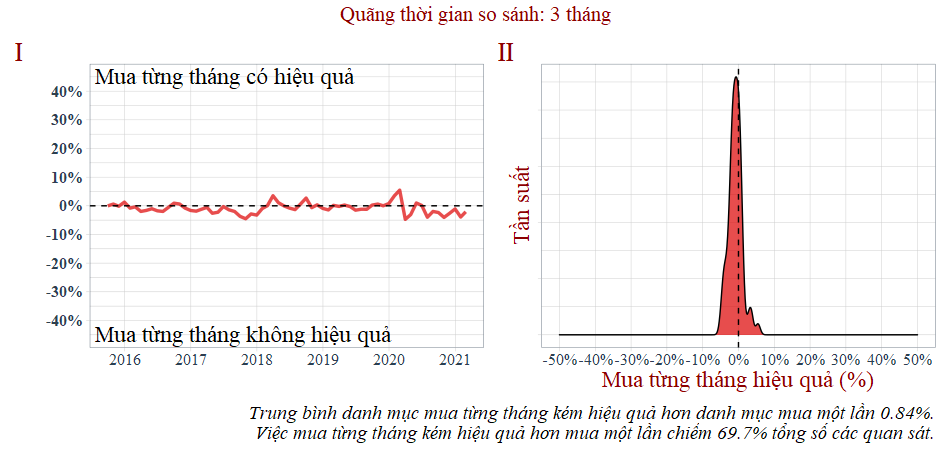 Quãng thời gian so sánh: 3 tháng
I
Mua từng tháng có hiệu quả
40%
30%
20%
10%
0%
-10%
-20%
-30%
-40%
Mua từng tháng không hiệu quả
2016 2017 2018 2019 2020 2021
II
Tần suất
-50% -40% -30% -20% -10% 0% 10% 20% 30% 40% 50%
Mua từng tháng hiệu quả (%)
Trung bình danh mục mua từng tháng kém hiệu quả hơn danh mục mua một lần 0.84%.
Việc mua từng tháng kém hiệu quả hơn mua một lần chiếm 69.7% tổng số các quan sát.